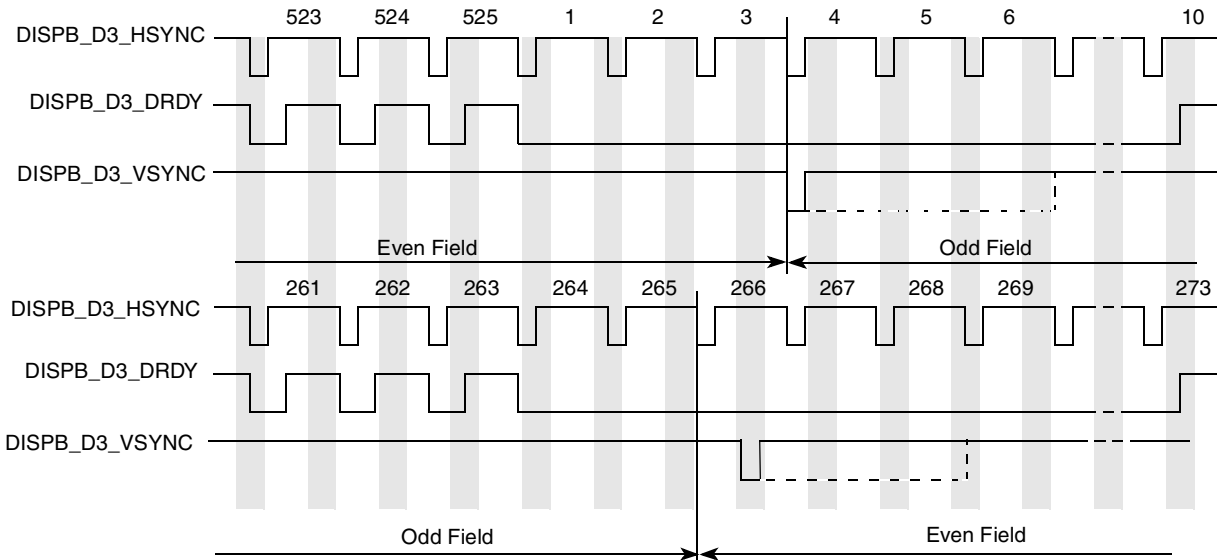 523 524 525 1 2 3 4 5 6 10
DISPB_D3_HSYNC
DISPB_D3_DRDY
DISPB_D3_VSYNC
Even Field Odd Field
261 262 263 264 265 266 267 268 269 273
DISPB_D3_HSYNC
DISPB_D3_DRDY
DISPB_D3_VSYNC
Odd Field Even Field